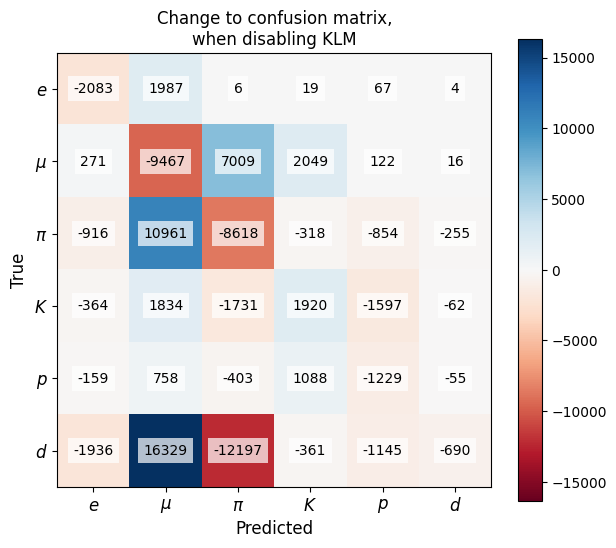 Change to confusion matrix,
when disabling KLM
e -2083 1987 6 19 67 4
μ 271 -9467 7009 2049 122 16
π -916 10961 -8618 -318 -854 -255
K -364 1834 -1731 1920 -1597 -62
p -159 758 -403 1088 -1229 -55
d -1936 16329 -12197 -361 -1145 -690
e μ π K p d
True
Predicted
15000
10000
5000
0
−5000
−10000
−15000